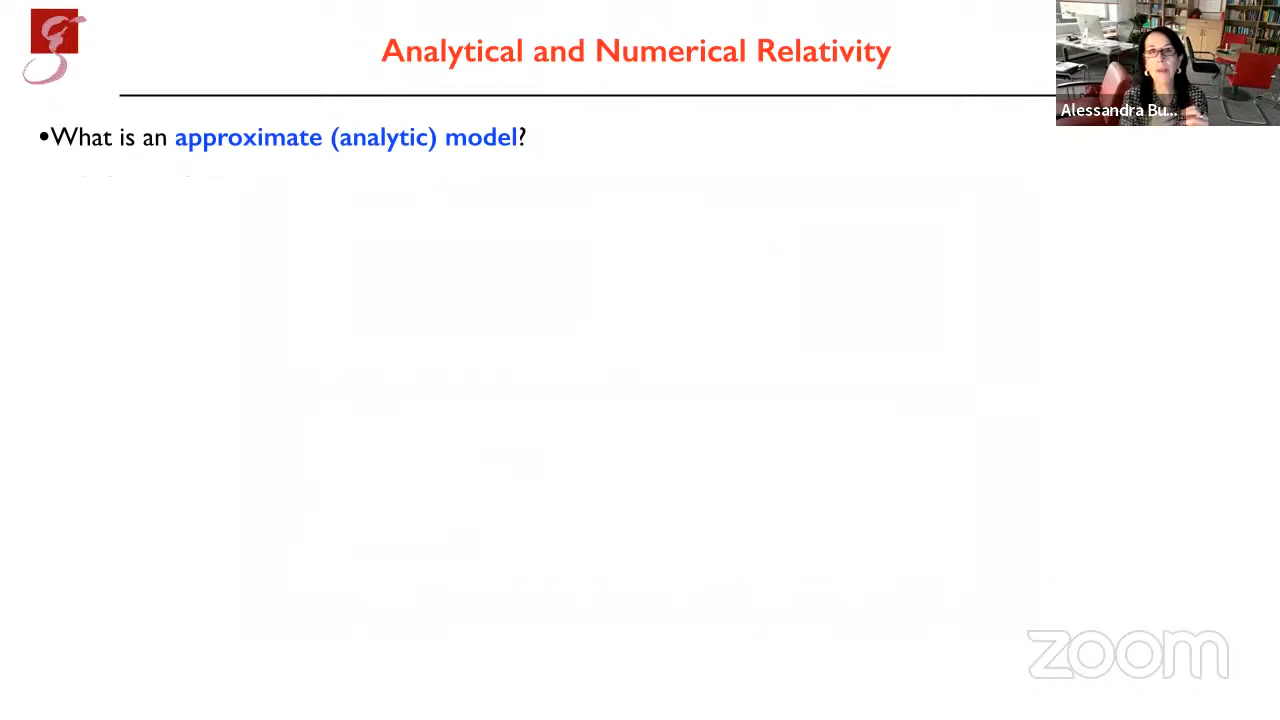 Analytical and Numerical Relativity
Alessandra Bu...
•What is an approximate (analytic) model?
zoom